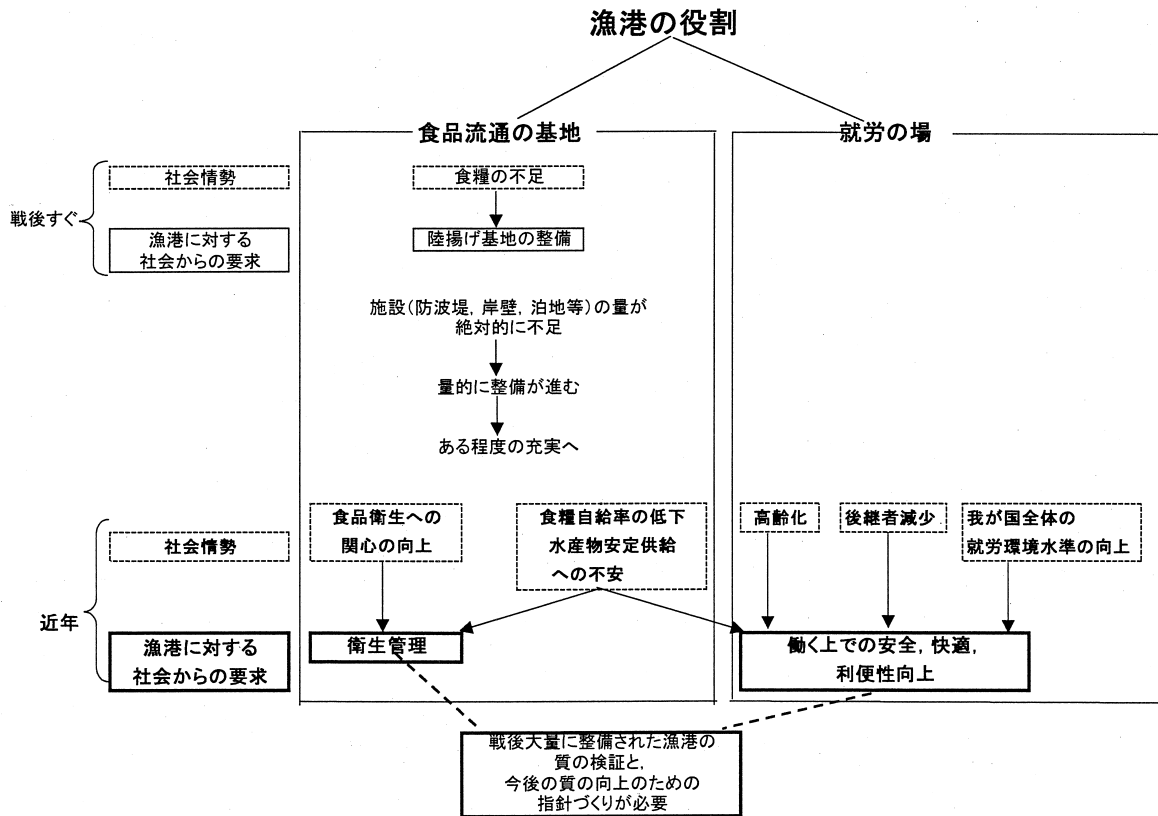 漁港の役割
食品流通の基地
就労の場
戦後すぐ
社会情勢
食糧の不足
漁港に対する
社会からの要求
陸揚げ基地の整備
施設(防波堤, 岸壁, 泊地等)の量が
絶対的に不足
量的に整備が進む
ある程度の充実へ
近年
社会情勢
食品衛生への
関心の向上
食糧自給率の低下
水産物安定供給
への不安
高齢化
後継者減少
我が国全体の
就労環境水準の向上
漁港に対する
社会からの要求
衛生管理
働く上での安全, 快適,
利便性向上
戦後大量に整備された漁港の
質の検証と,
今後の質の向上のための
指針づくりが必要